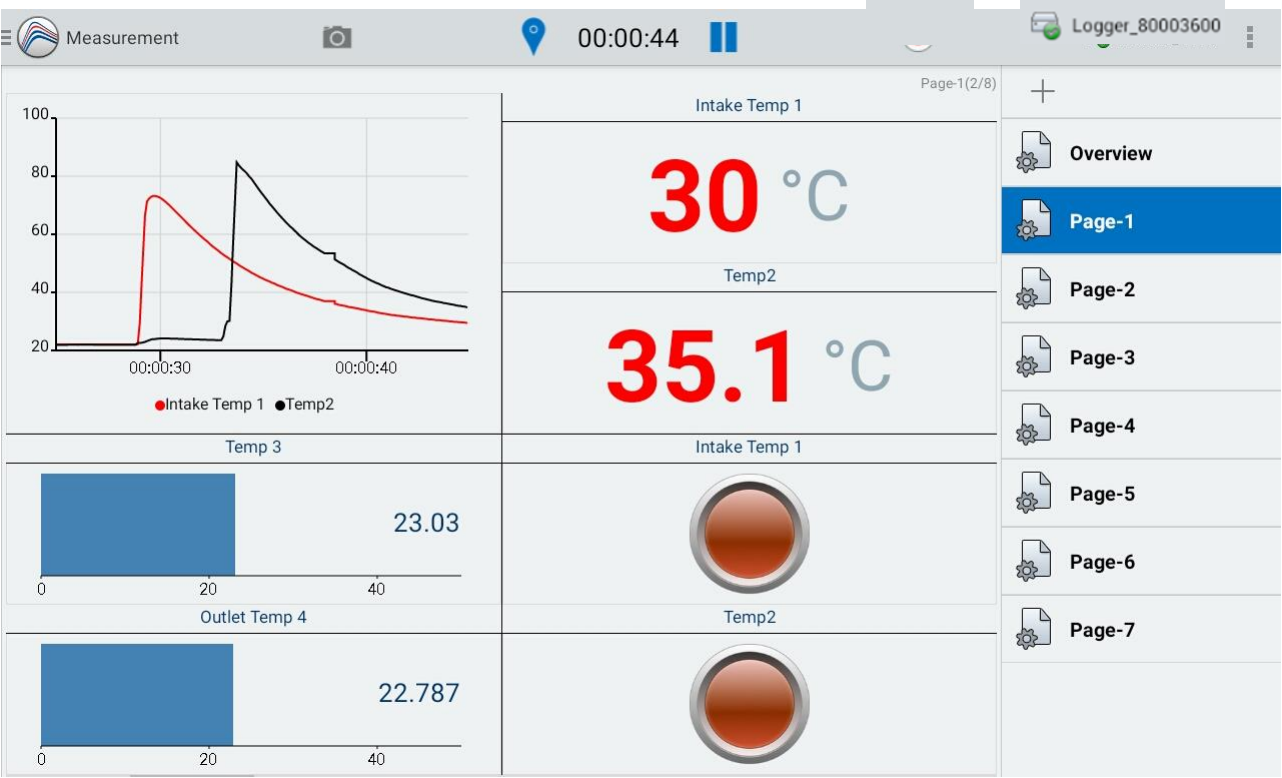 Measurement
00:00:44
Logger_80003600
Page-1(2/8)
100
80
60
40
20
00:00:30
00:00:40
Intake Temp 1
Temp2
Intake Temp 1
30 °C
Temp2
35.1 °C
Temp 3
23.03
0
20
40
Outlet Temp 4
22.787
0
20
40
Intake Temp 1
Temp2
Overview
Page-1
Page-2
Page-3
Page-4
Page-5
Page-6
Page-7